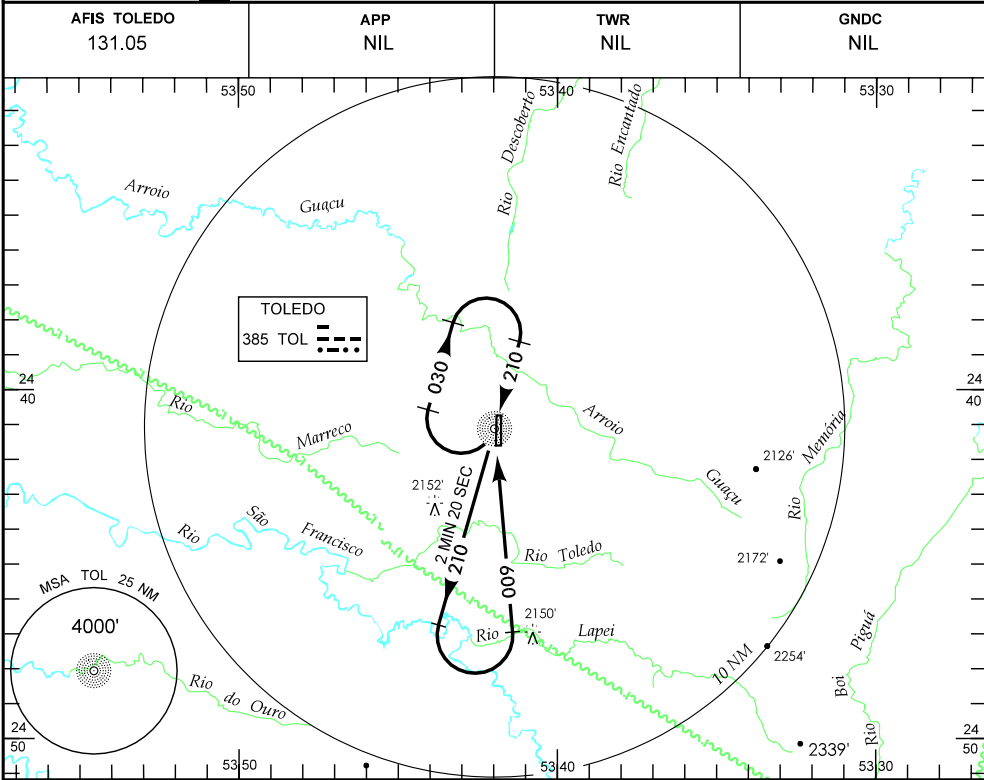 AFIS TOLEDO
131.05
APP
NIL
TWR
NIL
GNDC
NIL
53 50
53 40
53 30
Rio Descoberto
Rio Encantado
Arroio Guaçu
TOLEDO
385 TOL
030
210
24
40
24
40
Rio Marreco
Arroio Guaçu
Rio Memória
2126'
2152'
2 MIN 20 SEC
210
009
Rio São Francisco
Rio Toledo
2172'
MSA TOL 25 NM
4000'
2150'
Rio Lapei
10 NM
2254'
Rio Boi Piguá
Rio do Ouro
24
50
24
50
2339'
53 50
53 40
53 30